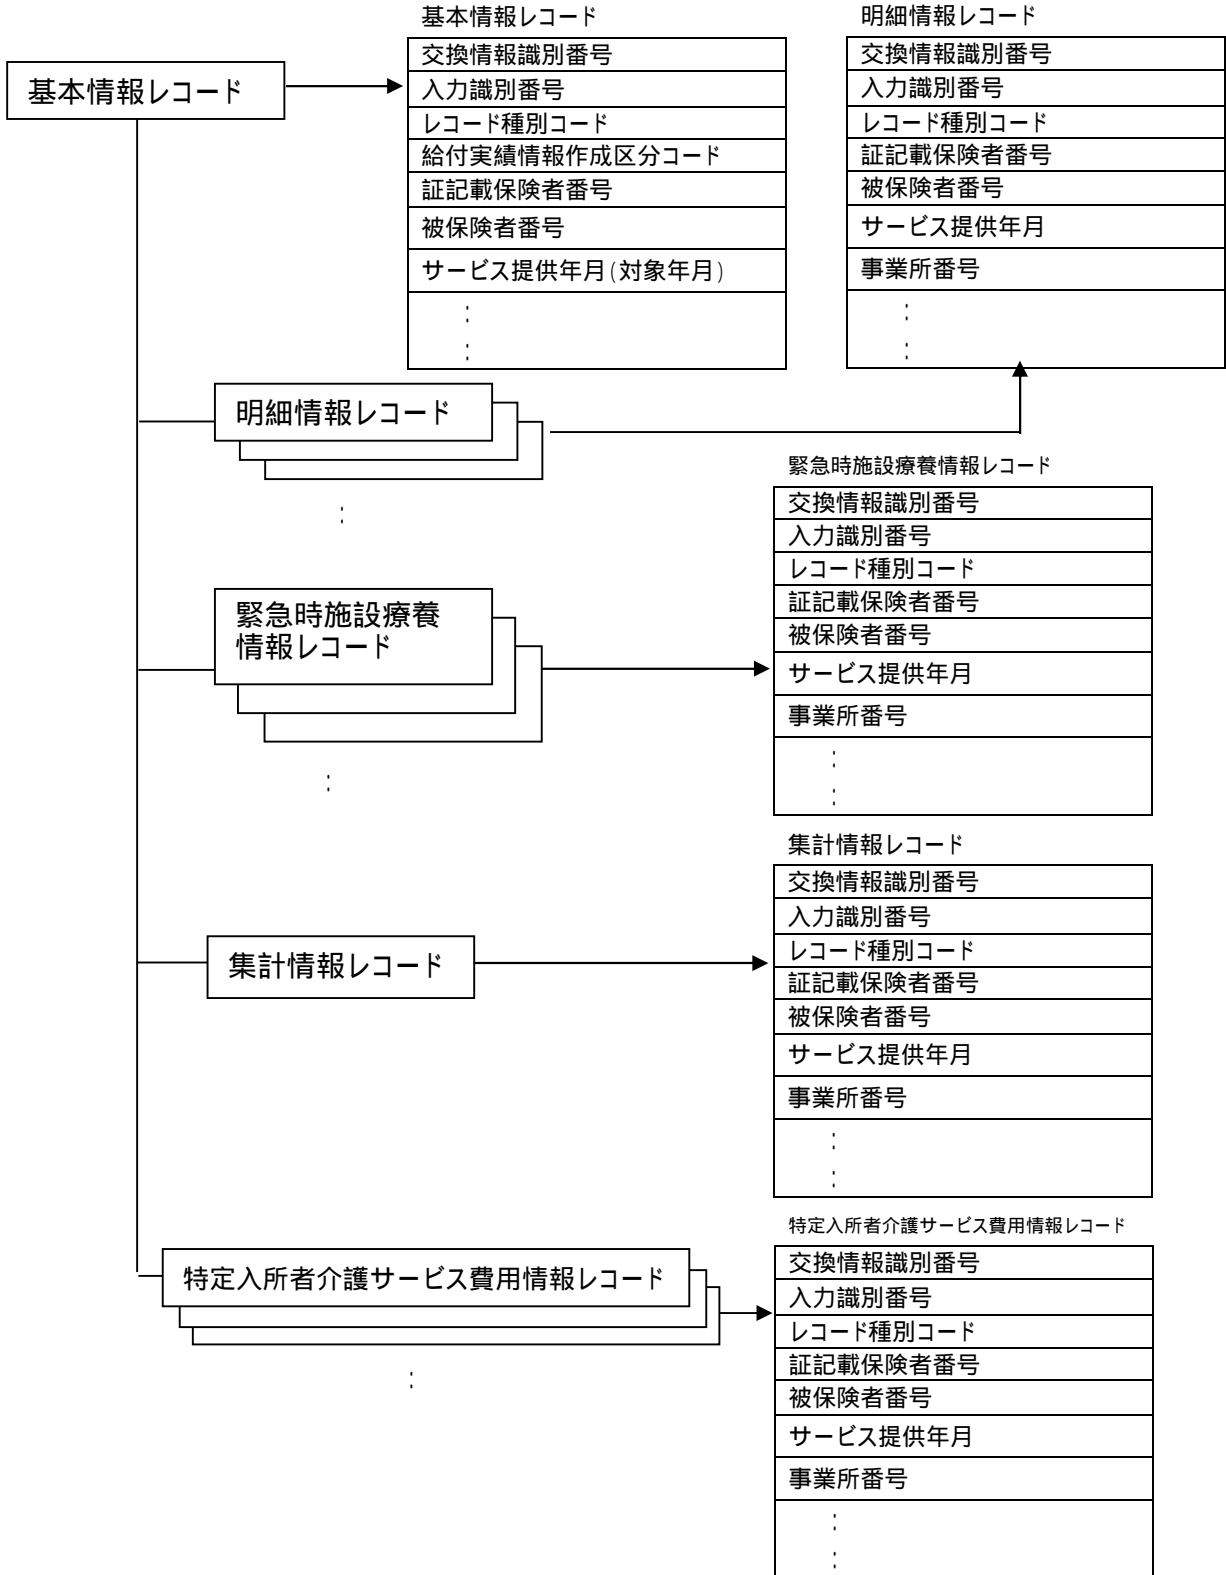 基本情報レコード
基本情報レコード
交換情報識別番号
入力識別番号
レコード種別コード
給付実績情報作成区分コード
証記載保険者番号
被保険者番号
サービス提供年月(対象年月)
:
:
明細情報レコード
交換情報識別番号
入力識別番号
レコード種別コード
証記載保険者番号
被保険者番号
サービス提供年月
事業所番号
:
:
明細情報レコード
:
緊急時施設療養
情報レコード
:
緊急時施設療養情報レコード
交換情報識別番号
入力識別番号
レコード種別コード
証記載保険者番号
被保険者番号
サービス提供年月
事業所番号
:
:
集計情報レコード
集計情報レコード
交換情報識別番号
入力識別番号
レコード種別コード
証記載保険者番号
被保険者番号
サービス提供年月
事業所番号
:
:
特定入所者介護サービス費用情報レコード
:
特定入所者介護サービス費用情報レコード
交換情報識別番号
入力識別番号
レコード種別コード
証記載保険者番号
被保険者番号
サービス提供年月
事業所番号
:
: